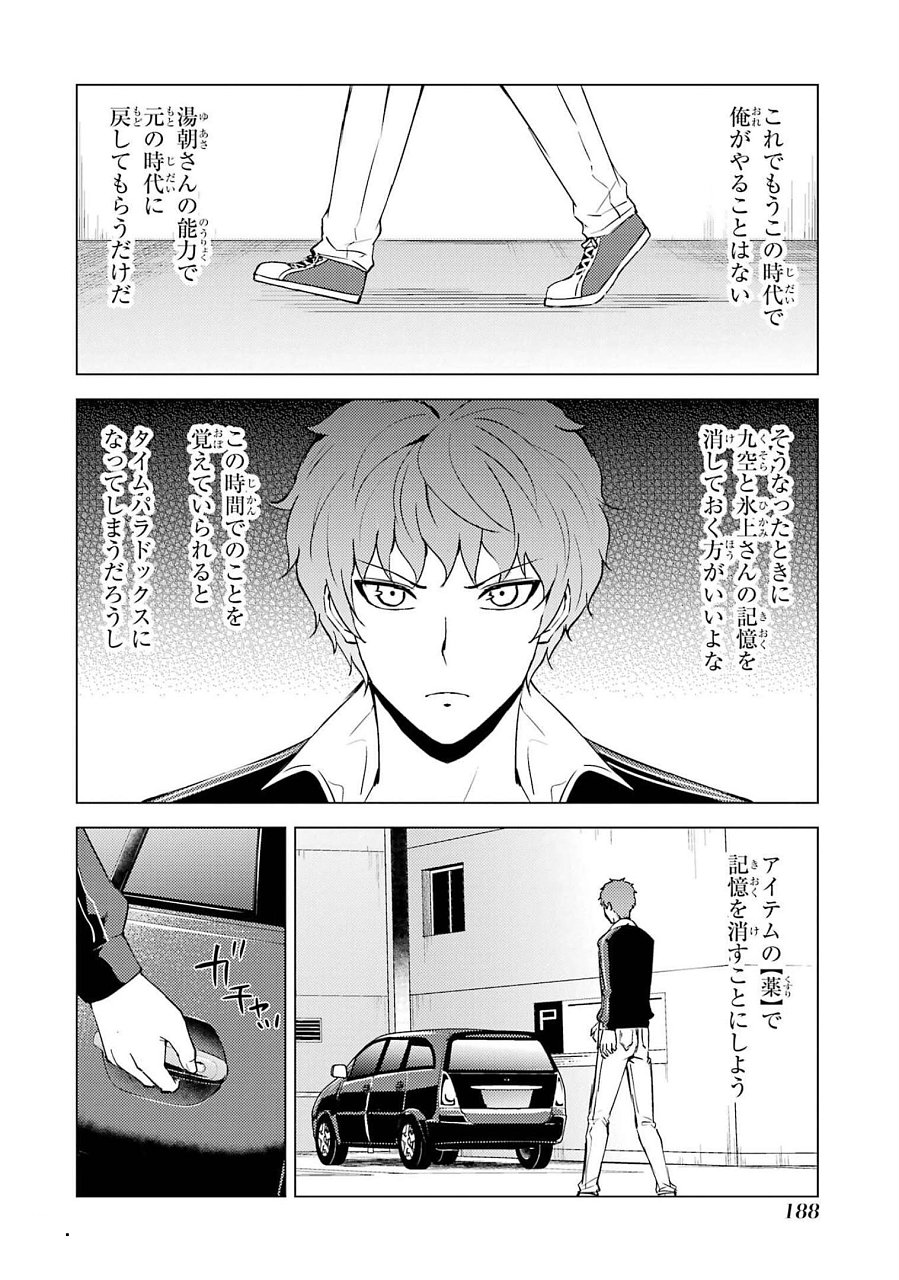 これでもうこの時代で
俺がやることはない
湯朝さんの能力で
元の時代に
戻してもらうだけだ
そうなったときに
九空と氷上さんの記憶を
消しておく方がいいよな
この時間でのことを
覚えていられると
タイムパラドックスに
なってしまうだろうし
アイテムの【薬】で
記憶を消すことにしよう
P
ガチャッ
188